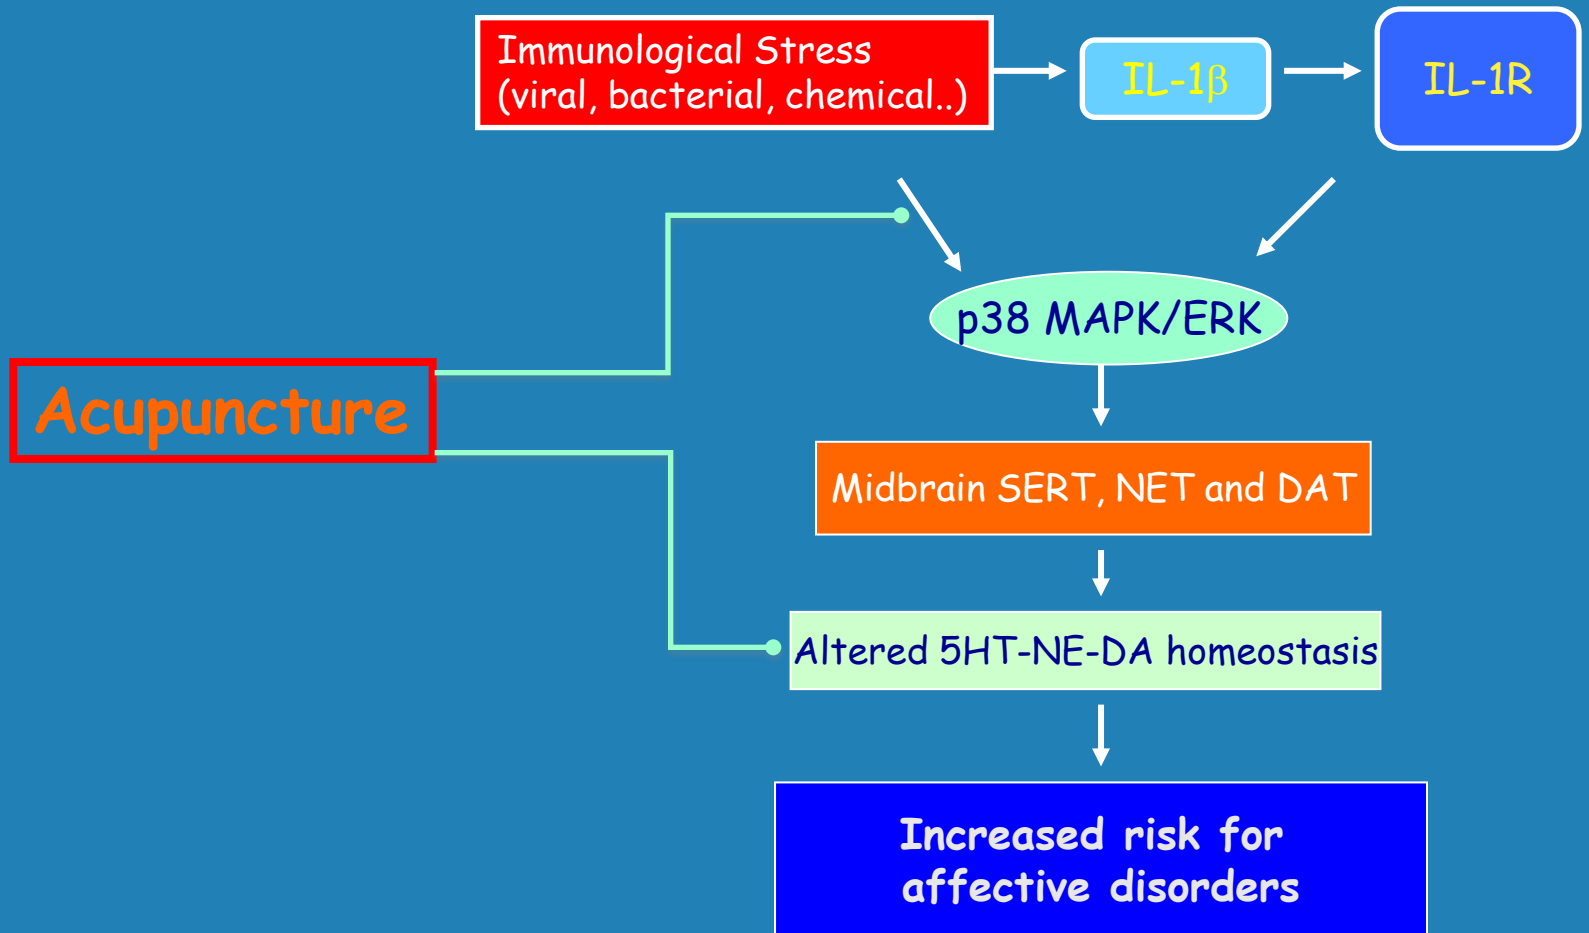 Immunological Stress
(viral, bacterial, chemical..)
IL-1β
IL-1R
p38 MAPK/ERK
Acupuncture
Midbrain SERT, NET and DAT
Altered 5HT-NE-DA homeostasis
Increased risk for
affective disorders